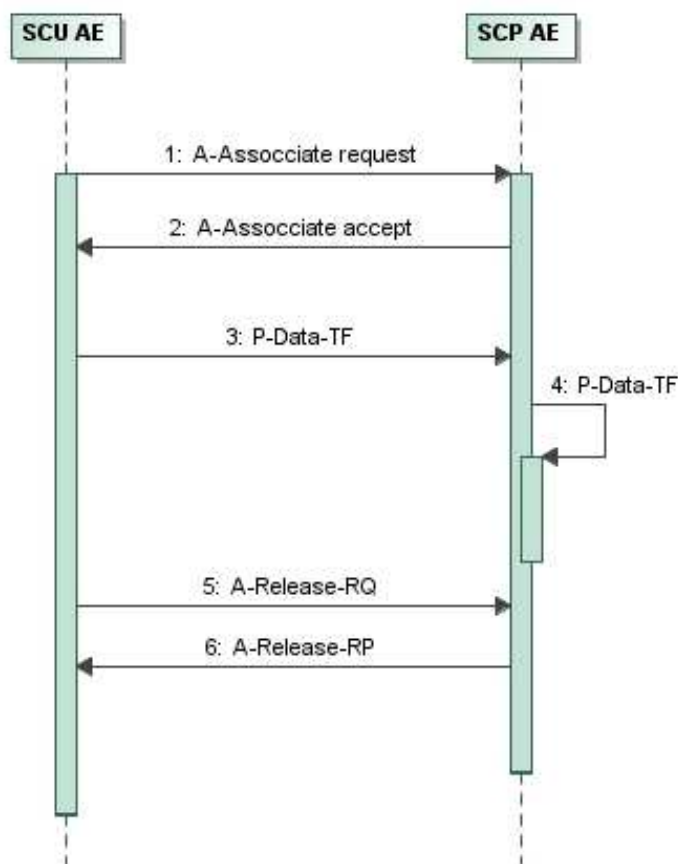 SCU AE
SCP AE
1: A-Assocciate request
2: A-Assocciate accept
3: P-Data-TF
4: P-Data-TF
5: A-Release-RQ
6: A-Release-RP